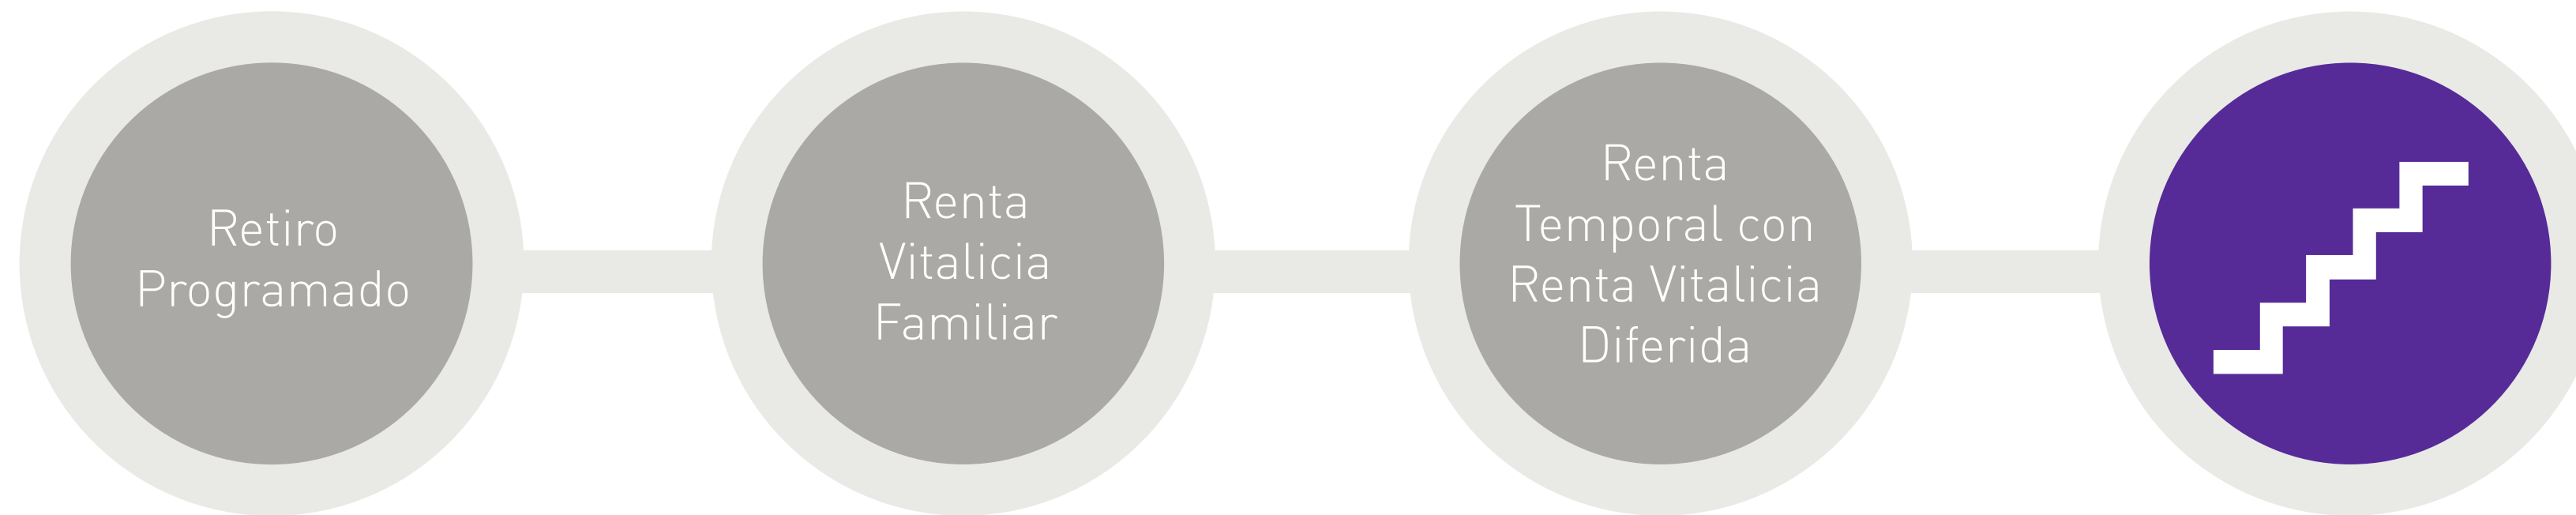 Retiro
Programado
Renta
Vitalicia
Familiar
Renta
Temporal con
Renta Vitalicia
Diferida